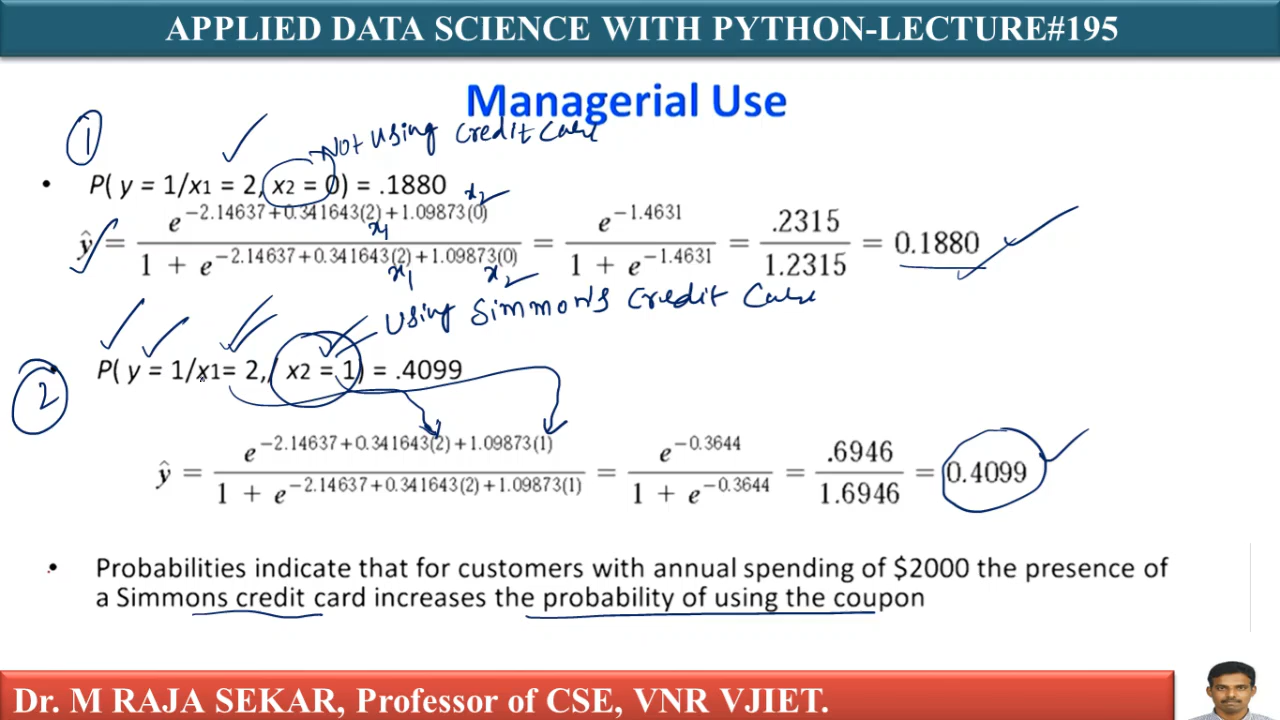 APPLIED DATA SCIENCE WITH PYTHON-LECTURE#195
Managerial Use
1
Not Using Credit Card
• P( y = 1/x1 = 2, x2 = 0) = .1880
x2
ŷ = e^−2.14637+0.341643(2)+1.09873(0) / 1 + e^−2.14637+0.341643(2)+1.09873(0) = e^−1.4631 / 1 + e^−1.4631 = .2315 / 1.2315 = 0.1880
x1
x1 x2
Using Simmon's Credit Card
2
P( y = 1/x1= 2, x2 = 1) = .4099
ŷ = e^−2.14637+0.341643(2)+1.09873(1) / 1 + e^−2.14637+0.341643(2)+1.09873(1) = e^−0.3644 / 1 + e^−0.3644 = .6946 / 1.6946 = 0.4099
• Probabilities indicate that for customers with annual spending of $2000 the presence of
a Simmons credit card increases the probability of using the coupon
Dr. M RAJA SEKAR, Professor of CSE, VNR VJIET.